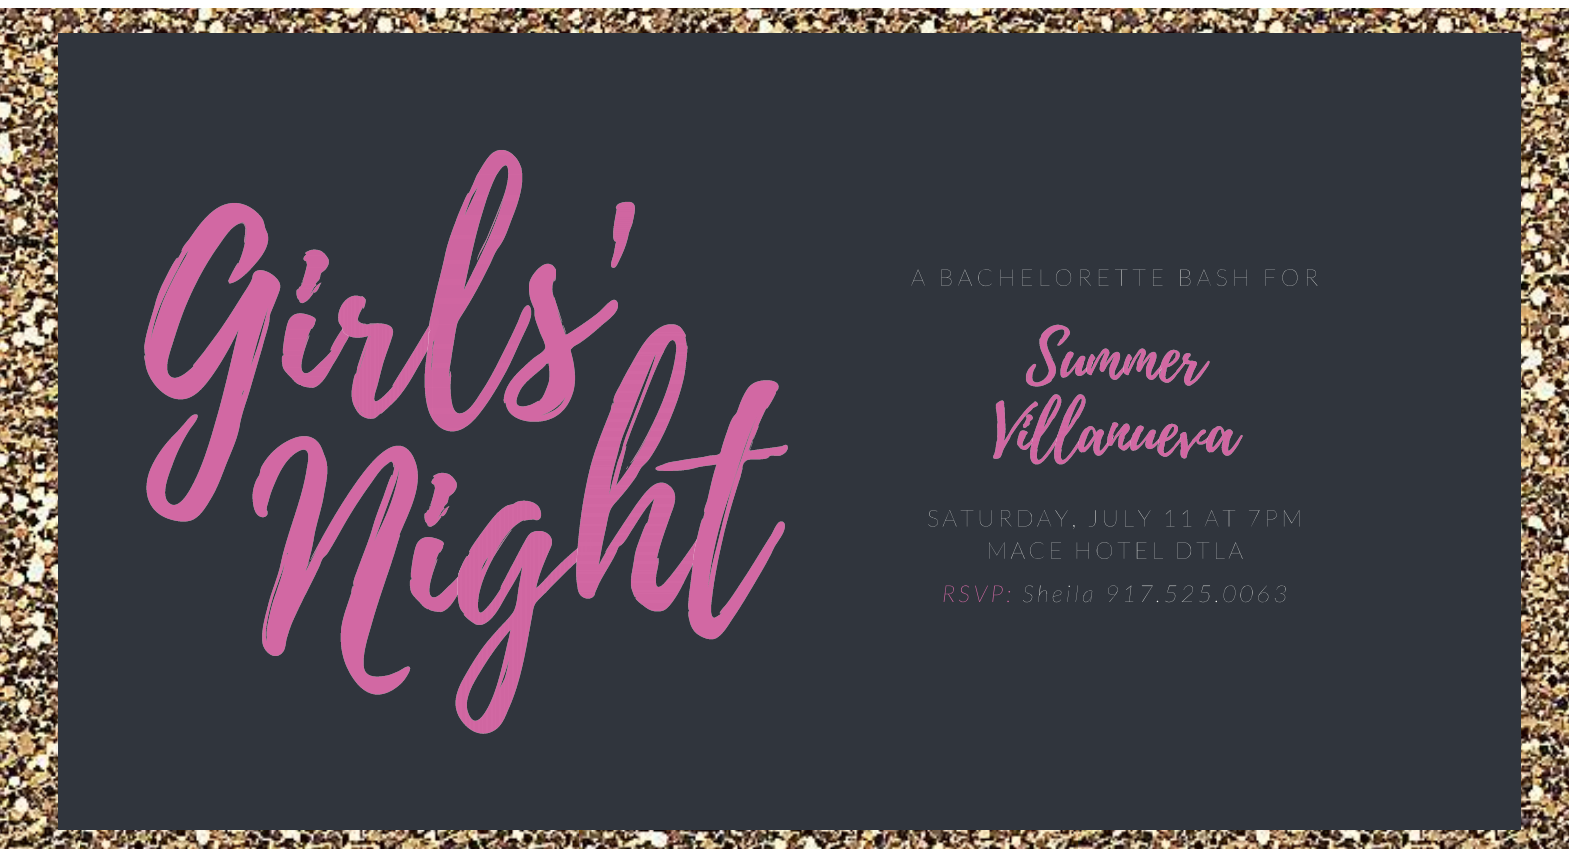 Girls'
Night
A BACHELORETTE BASH FOR
Summer
Villanueva
SATURDAY, JULY 11 AT 7PM
MACE HOTEL DTLA
RSVP: Sheila 917.525.0063